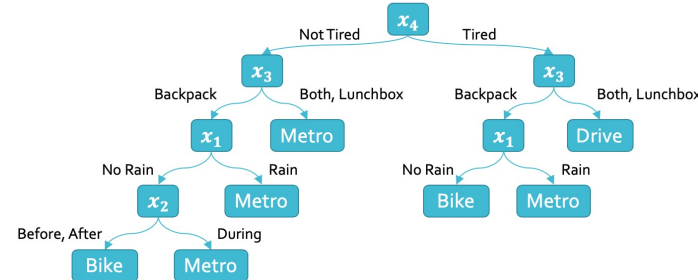 x₄
Not Tired
Tired
x₃
x₃
Backpack
Both, Lunchbox
Backpack
Both, Lunchbox
x₁
Metro
x₁
Drive
No Rain
Rain
No Rain
Rain
x₂
Metro
Bike
Metro
Before, After
During
Bike
Metro